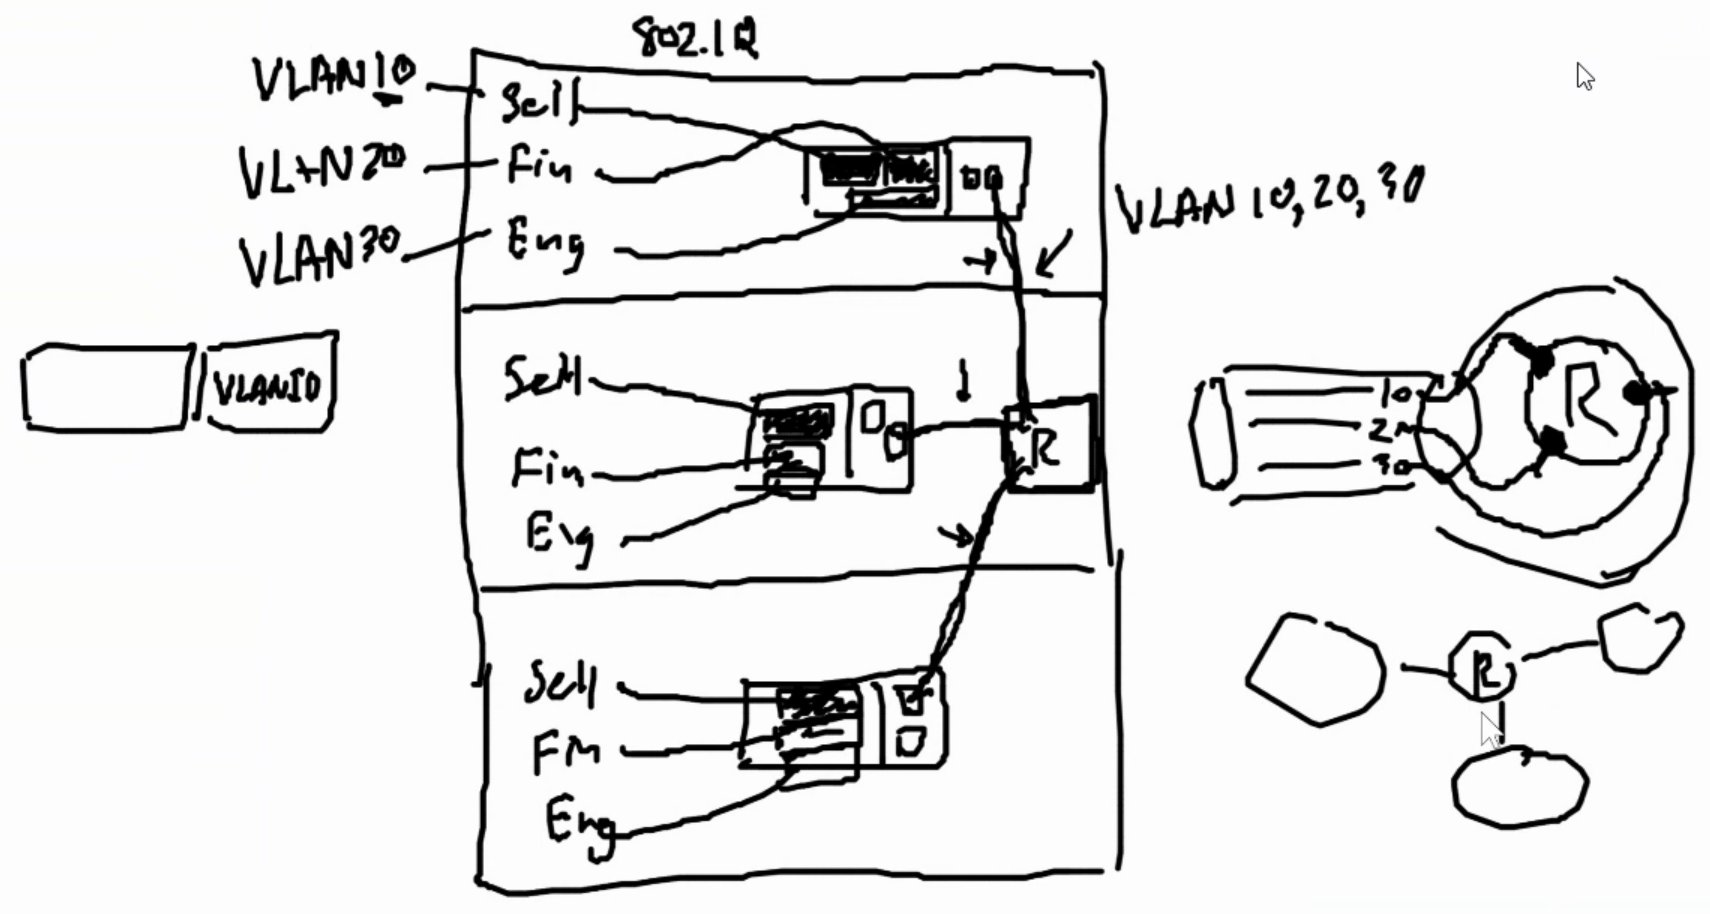 802.1Q
VLAN10
Sell
VLAN20
Fin
VLAN 10, 20, 30
VLAN30
Eng
VLAN10
Sell
Fin
Eng
R
10
20
30
R
Sell
Fin
Eng
R